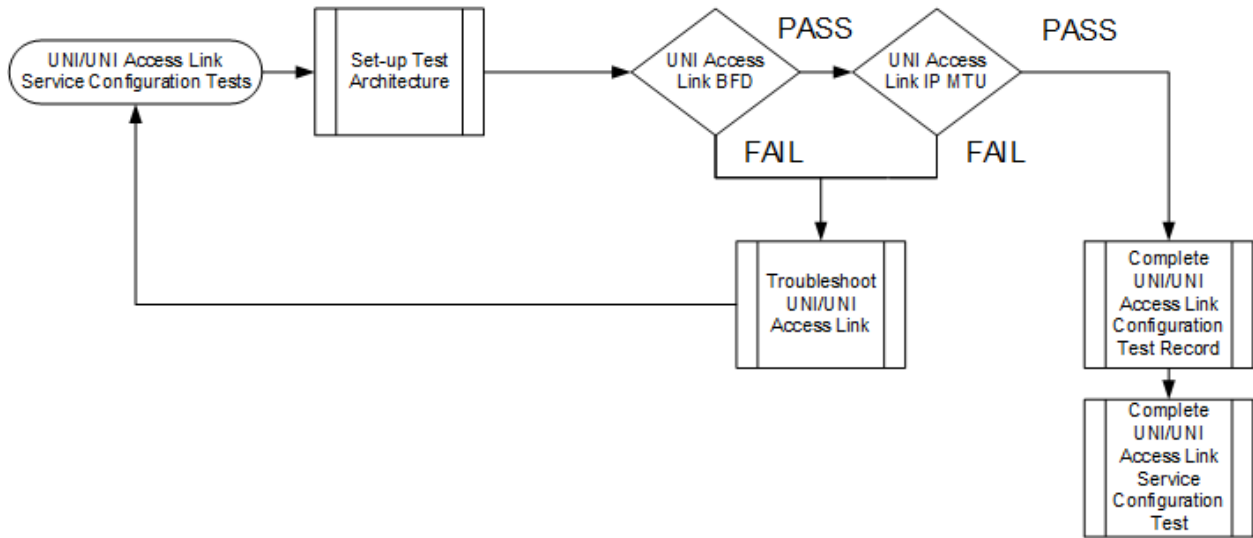 UNI/UNI Access Link
Service Configuration Tests
Set-up Test
Architecture
UNI Access
Link BFD
PASS
UNI Access
Link IP MTU
PASS
FAIL
FAIL
Troubleshoot
UNI/UNI
Access Link
Complete
UNI/UNI
Access Link
Configuration
Test Record
Complete
UNI/UNI
Access Link
Service
Configuration
Test